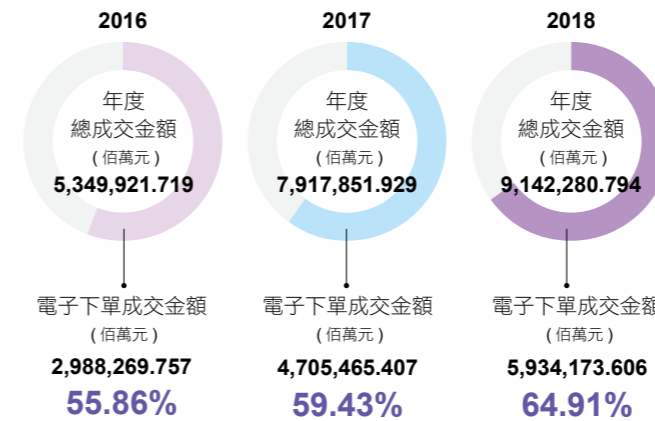 2016
年度
總成交金額
( 佰萬元 )
5,349,921.719
電子下單成交金額
( 佰萬元 )
2,988,269.757
55.86%
2017
年度
總成交金額
( 佰萬元 )
7,917,851.929
電子下單成交金額
( 佰萬元 )
4,705,465.407
59.43%
2018
年度
總成交金額
( 佰萬元 )
9,142,280.794
電子下單成交金額
( 佰萬元 )
5,934,173.606
64.91%